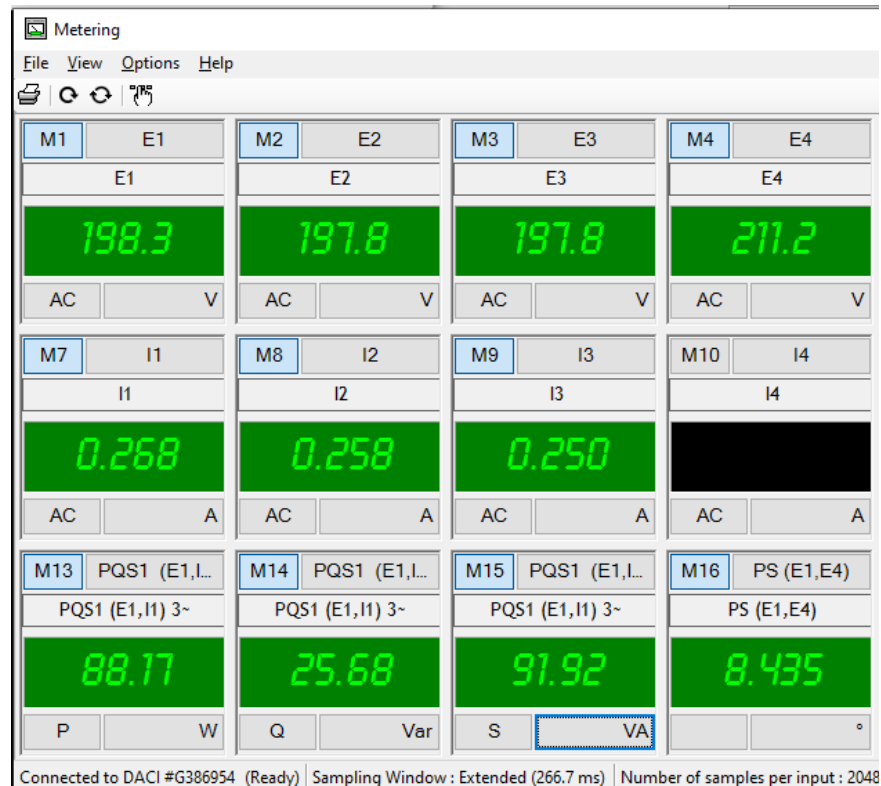 Metering
File View Options Help
M1 E1 M2 E2 M3 E3 M4 E4
E1 E2 E3 E4
198.3 197.8 197.8 211.2
AC V AC V AC V AC V
M7 I1 M8 I2 M9 I3 M10 I4
I1 I2 I3 I4
0.268 0.258 0.250
AC A AC A AC A AC A
M13 PQS1 (E1,I... M14 PQS1 (E1,I... M15 PQS1 (E1,I... M16 PS (E1,E4)
PQS1 (E1,I1) 3~ PQS1 (E1,I1) 3~ PQS1 (E1,I1) 3~ PS (E1,E4)
88.17 25.68 91.92 8.435
P W Q Var S VA °
Connected to DACI #G386954 (Ready) Sampling Window : Extended (266.7 ms) Number of samples per input : 2048